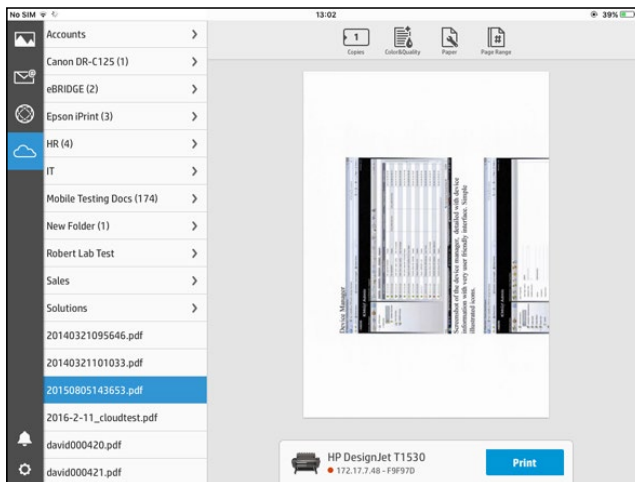 No SIM
13:02
39%
Accounts
Canon DR-C125 (1)
eBRIDGE (2)
Epson iPrint (3)
HR (4)
IT
Mobile Testing Docs (174)
New Folder (1)
Robert Lab Test
Sales
Solutions
20140321095646.pdf
20140321101033.pdf
20150805143653.pdf
2016-2-11_cloudtest.pdf
david000420.pdf
david000421.pdf
1
Copies
Color&Quality
Paper
#
Page Range
Device Manager
Screenshot of the device manager, detailed with device
information with very user friendly interface. Simple
illustrated icons.
HP DesignJet T1530
172.17.7.48 - F9F97D
Print